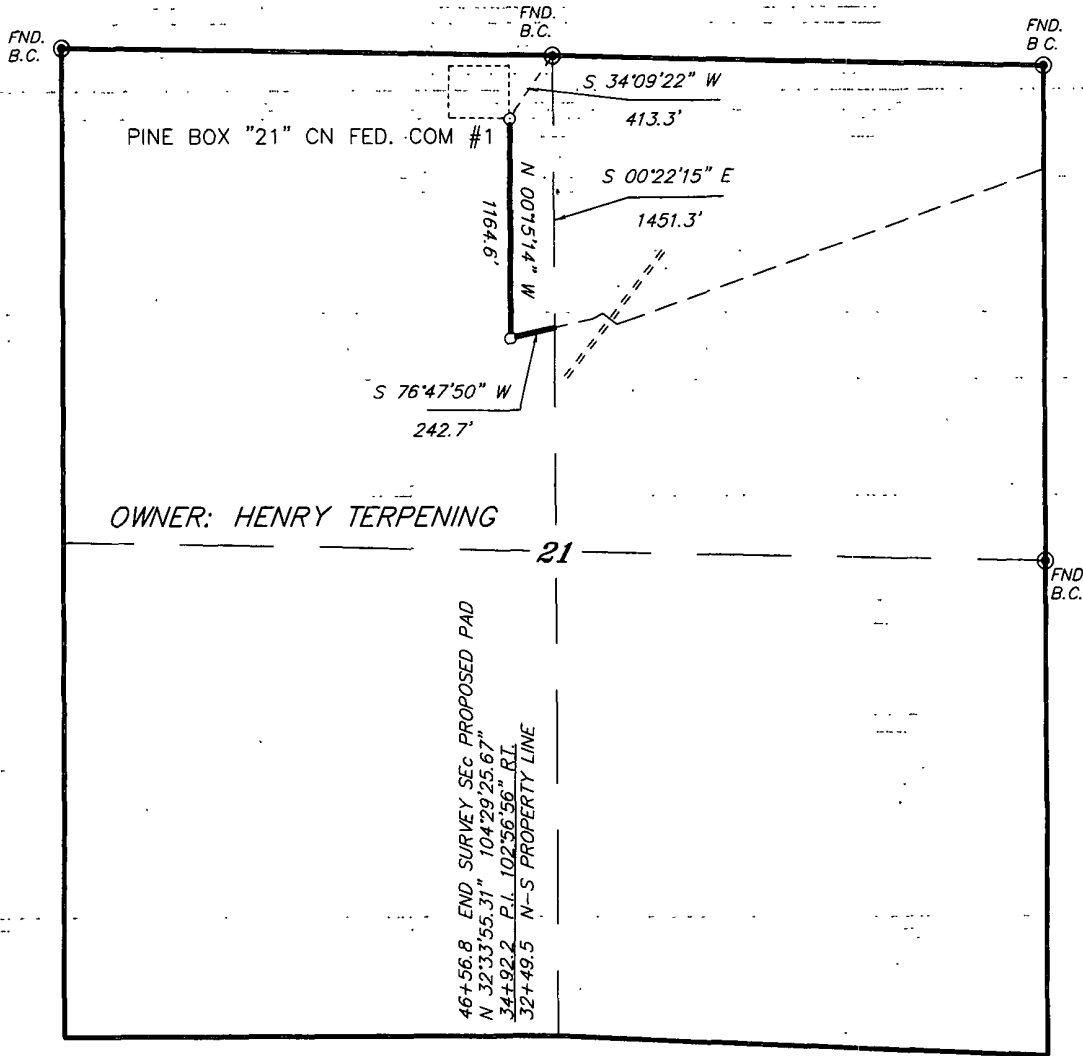 FND.
B.C.
FND.
B.C.
FND.
B C.
S 34°09'22" W
413.3'
PINE BOX "21" CN FED. COM #1
N 00°15'14" W
1164.6'
S 00°22'15" E
1451.3'
S 76°47'50" W
242.7'
OWNER: HENRY TERPENING
21
FND
B.C.
46+56.8 END SURVEY SEc PROPOSED PAD
N 32°33'55.31" 104°29'25.67"
34+92.2 P.I. 102°56'56" RT.
32+49.5 N-S PROPERTY LINE